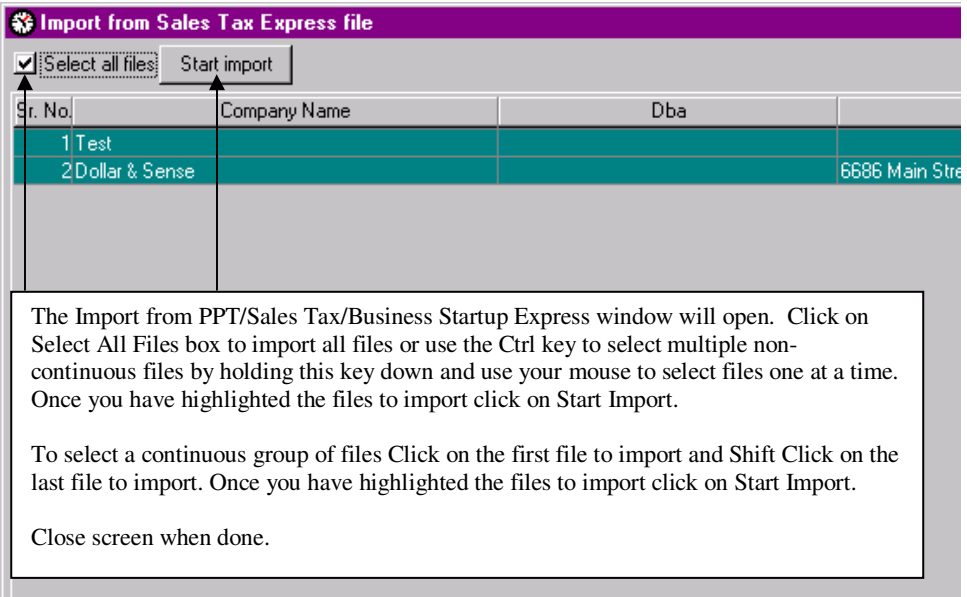 Import from Sales Tax Express file
Select all files Start import
Sr. No. Company Name Dba
1 Test
2 Dollar & Sense 6686 Main Stre
The Import from PPT/Sales Tax/Business Startup Express window will open. Click on
Select All Files box to import all files or use the Ctrl key to select multiple non-
continuous files by holding this key down and use your mouse to select files one at a time.
Once you have highlighted the files to import click on Start Import.
To select a continuous group of files Click on the first file to import and Shift Click on the
last file to import. Once you have highlighted the files to import click on Start Import.
Close screen when done.